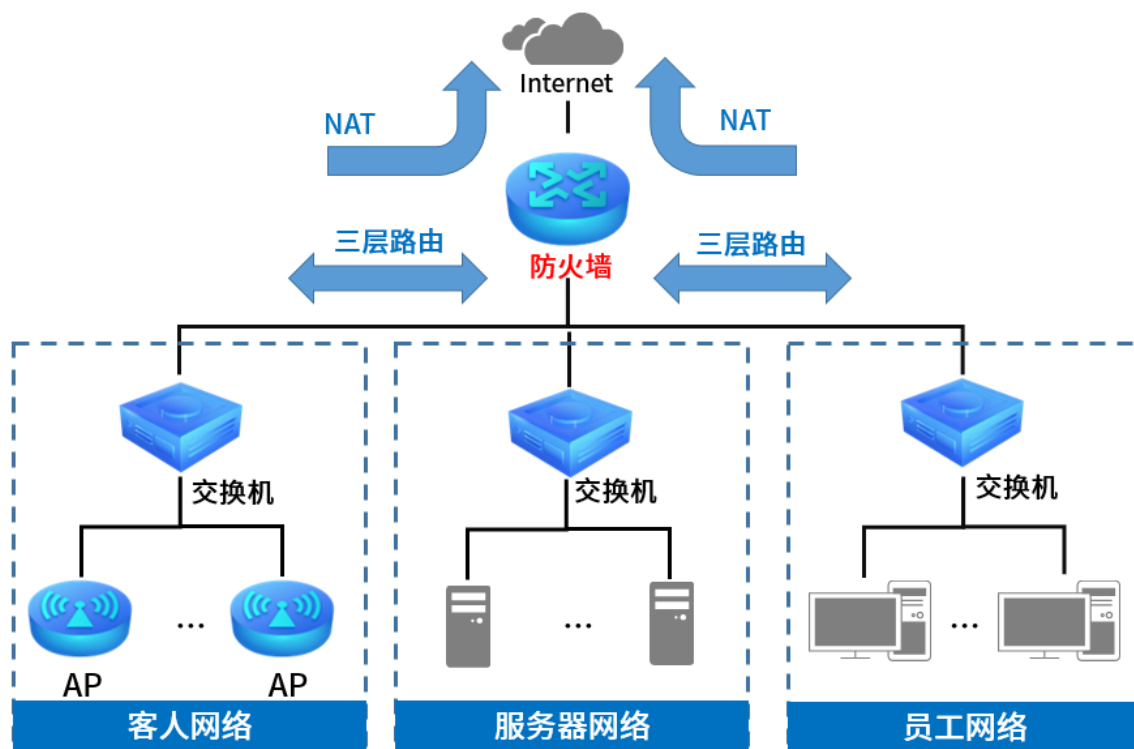 Internet
NAT
NAT
三层路由
三层路由
防火墙
交换机
交换机
交换机
...
...
...
AP
AP
客人网络
服务器网络
员工网络